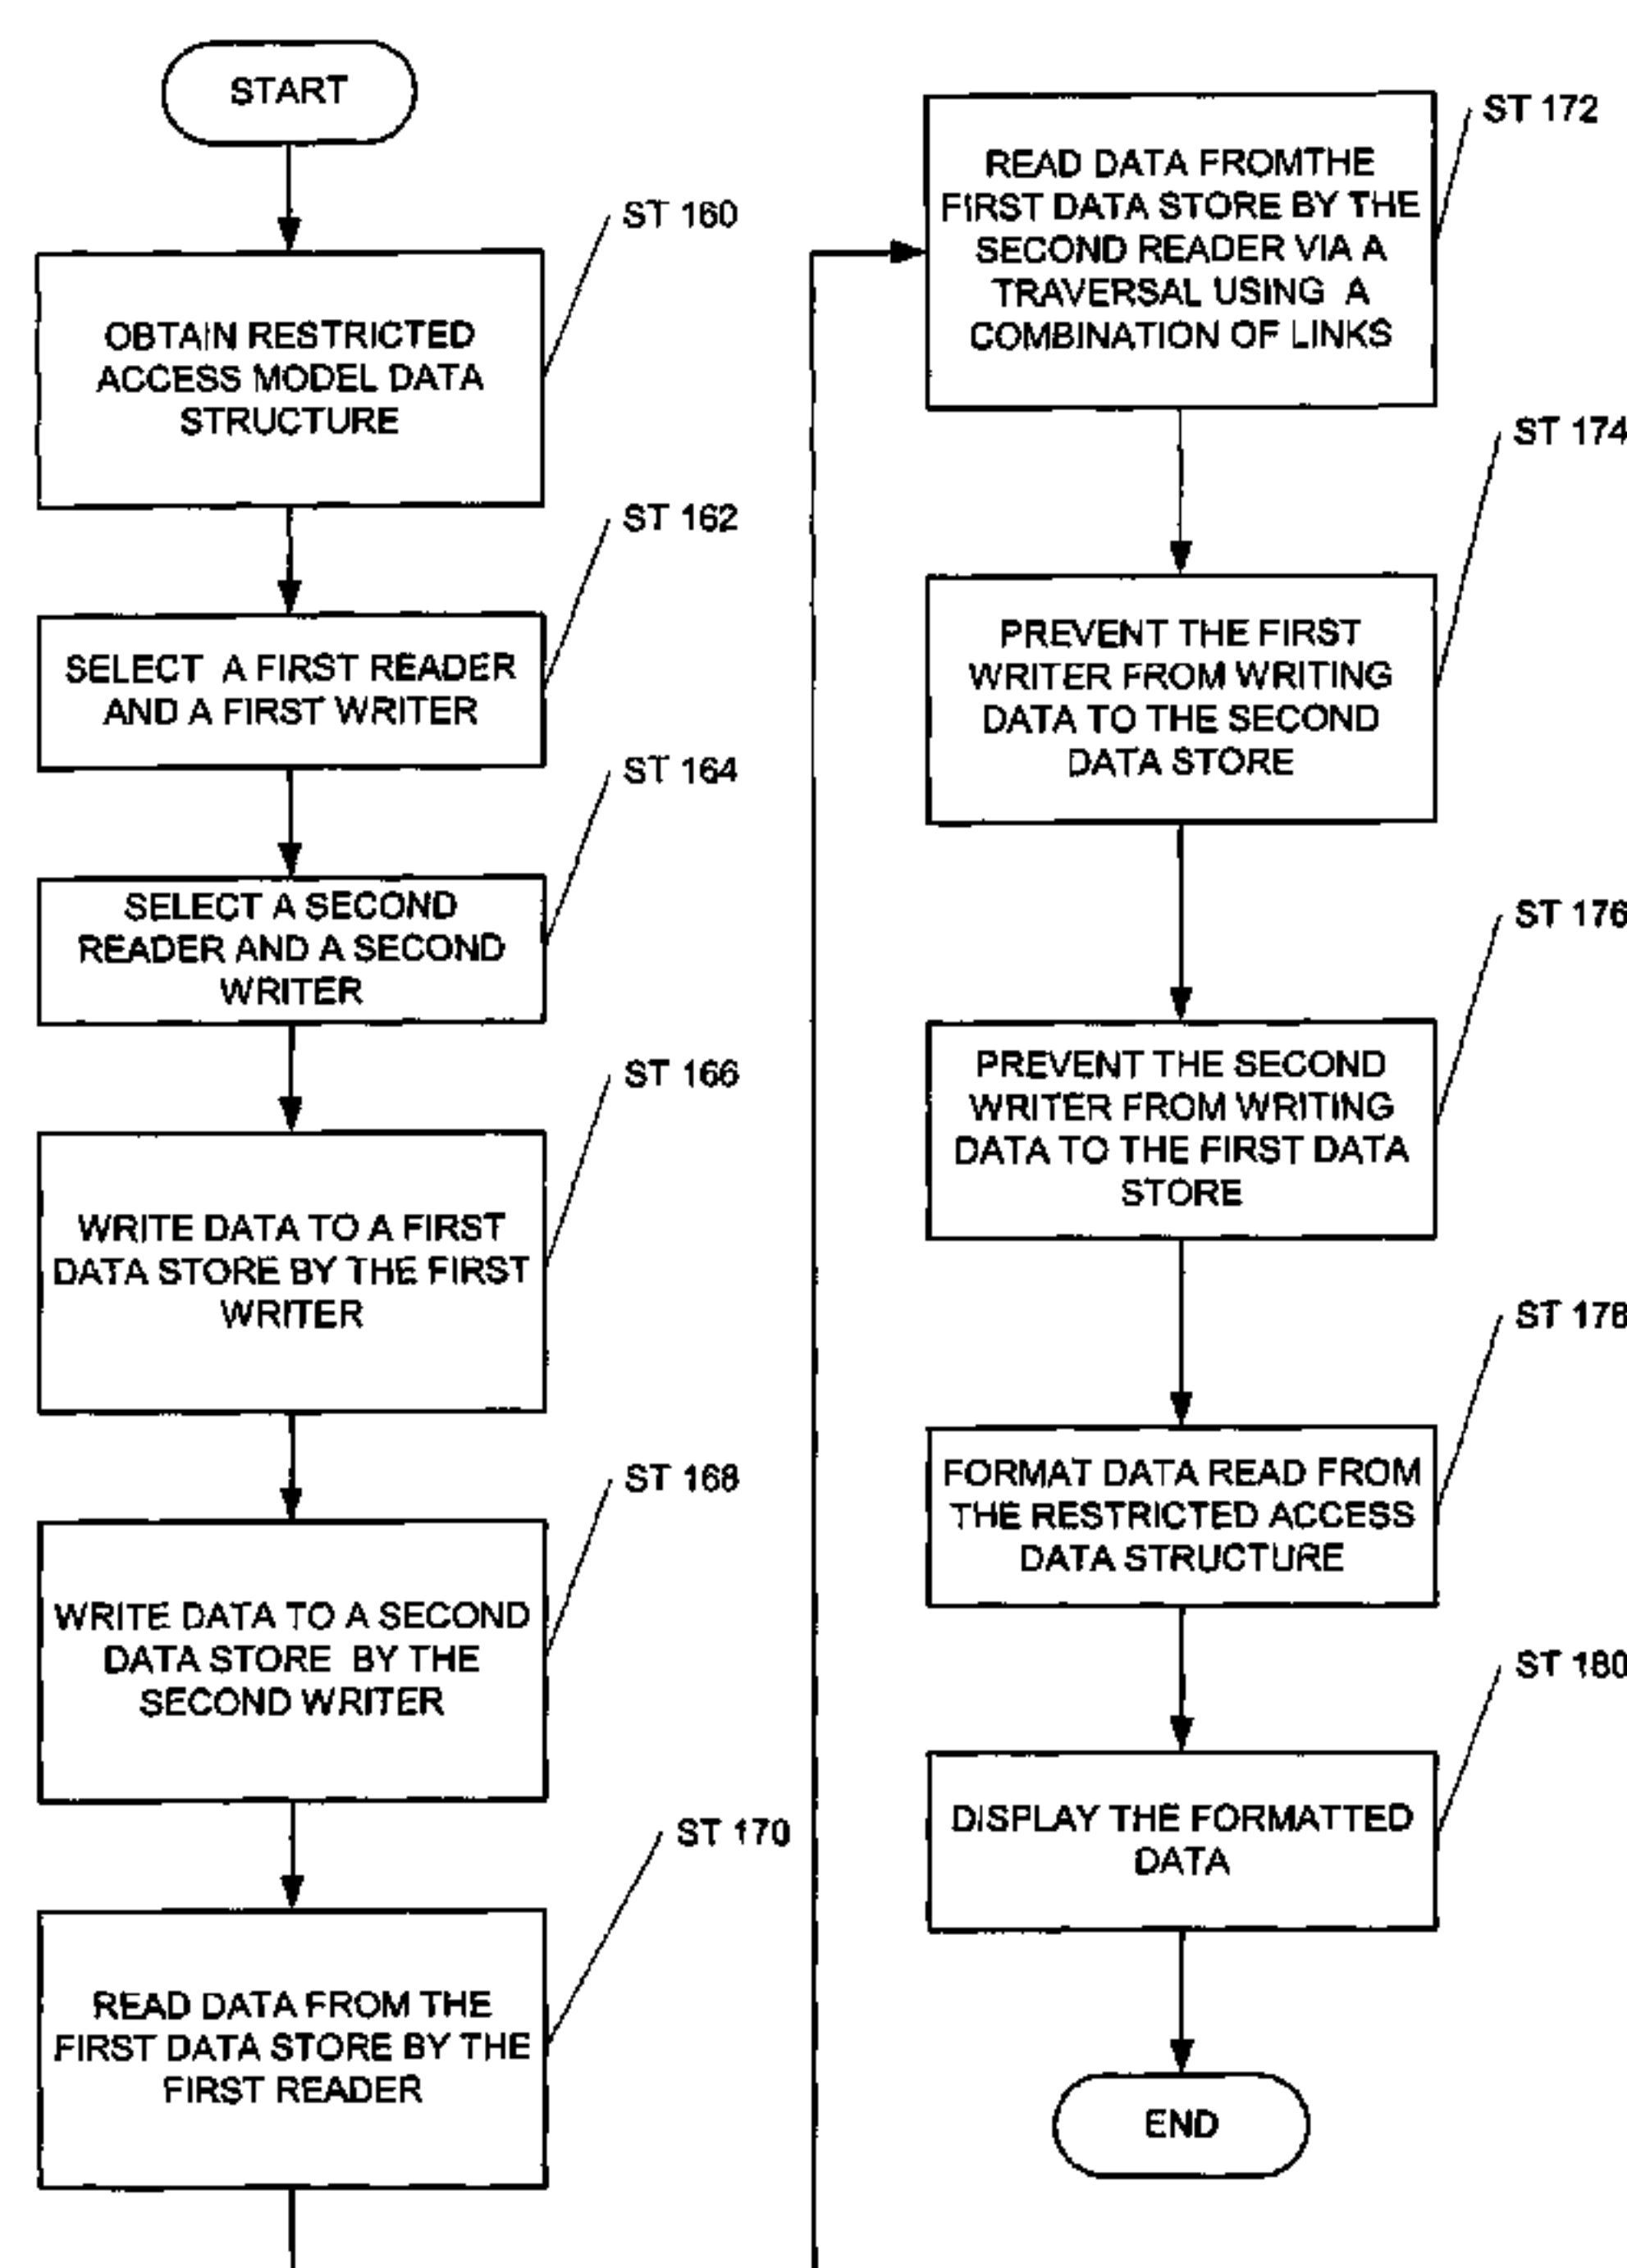 START
ST 160
OBTAIN RESTRICTED
ACCESS MODEL DATA
STRUCTURE
ST 162
SELECT A FIRST READER
AND A FIRST WRITER
ST 164
SELECT A SECOND
READER AND A SECOND
WRITER
ST 166
WRITE DATA TO A FIRST
DATA STORE BY THE FIRST
WRITER
ST 168
WRITE DATA TO A SECOND
DATA STORE BY THE
SECOND WRITER
ST 170
READ DATA FROM THE
FIRST DATA STORE BY THE
FIRST READER
ST 172
READ DATA FROMTHE
FIRST DATA STORE BY THE
SECOND READER VIA A
TRAVERSAL USING A
COMBINATION OF LINKS
ST 174
PREVENT THE FIRST
WRITER FROM WRITING
DATA TO THE SECOND
DATA STORE
ST 176
PREVENT THE SECOND
WRITER FROM WRITING
DATA TO THE FIRST DATA
STORE
ST 178
FORMAT DATA READ FROM
THE RESTRICTED ACCESS
DATA STRUCTURE
ST 180
DISPLAY THE FORMATTED
DATA
END